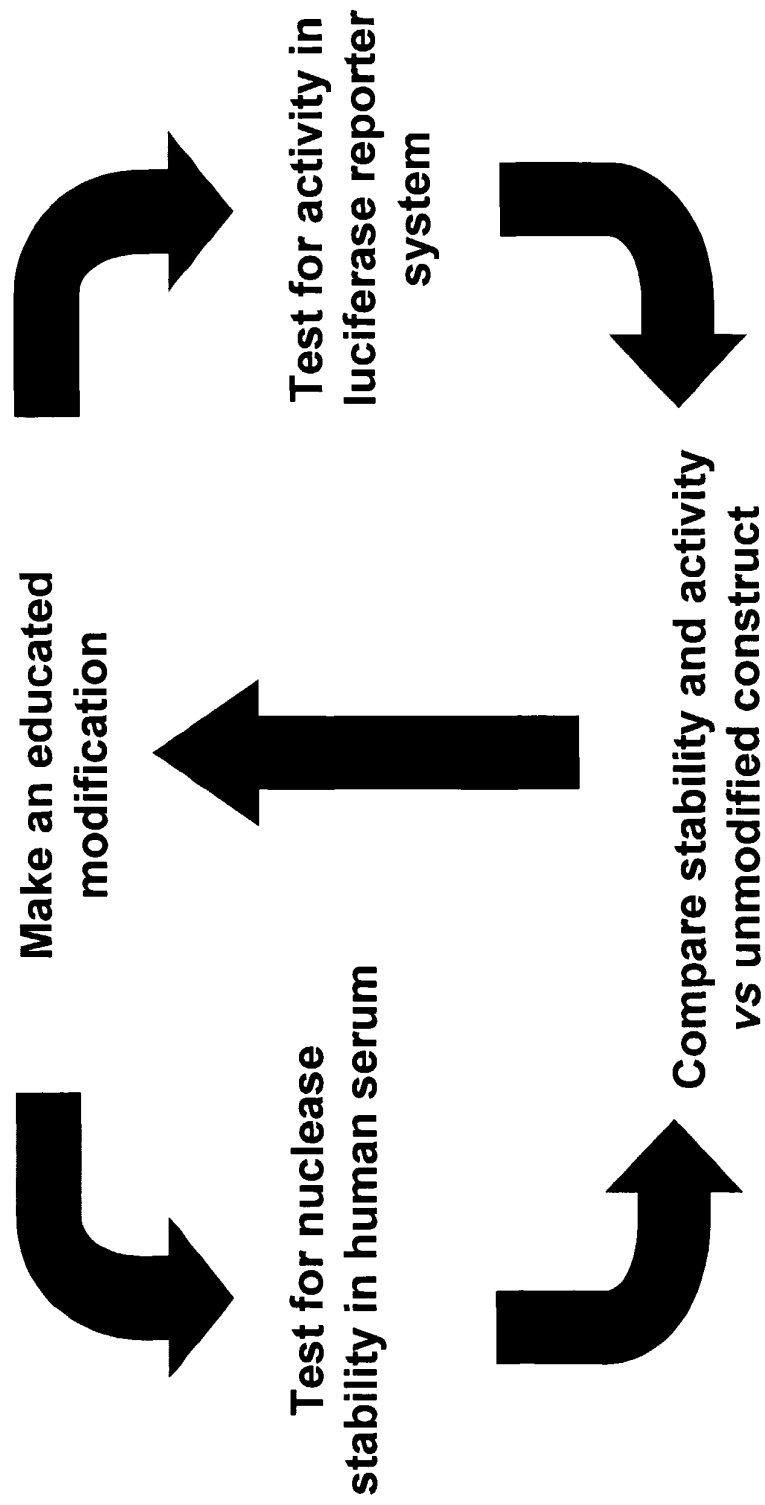 Make an educated
modification
Test for nuclease
stability in human serum
Test for activity in
luciferase reporter
system
Compare stability and activity
vs unmodified construct